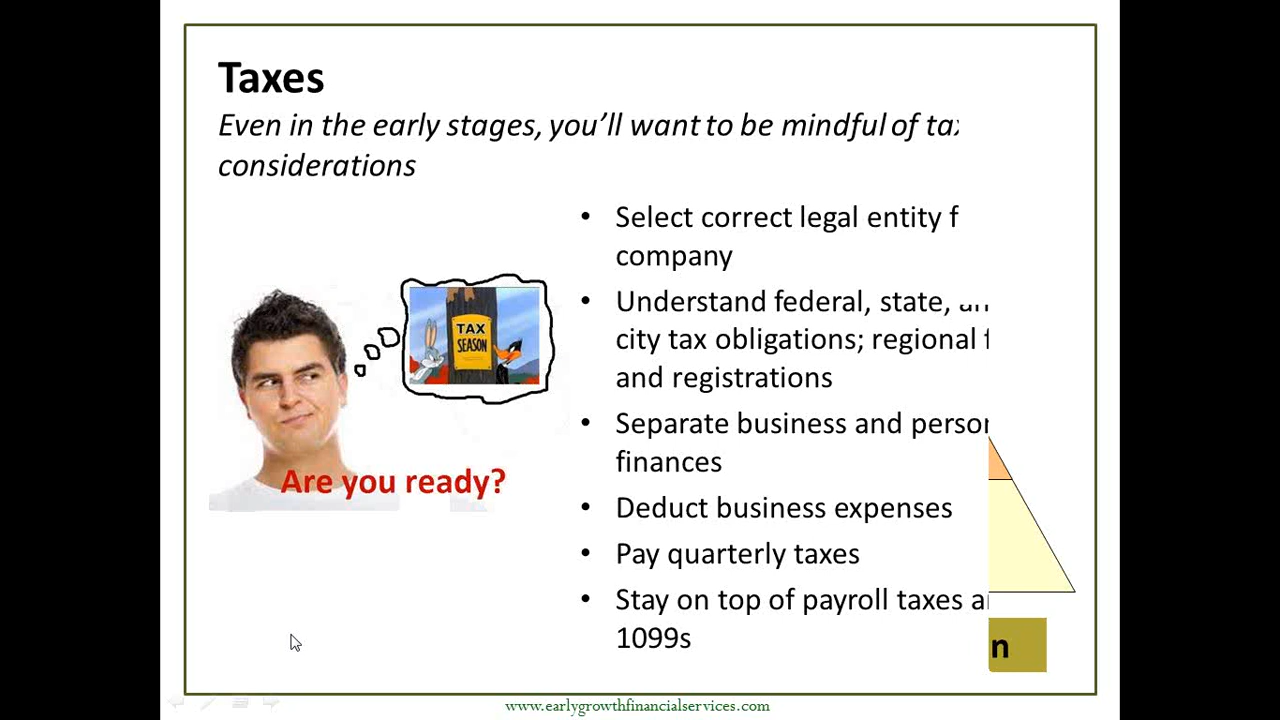 Taxes
Even in the early stages, you’ll want to be mindful of tax
considerations
• Select correct legal entity f
company
• Understand federal, state,
city tax obligations; regional f
and registrations
• Separate business and person
finances
• Deduct business expenses
• Pay quarterly taxes
• Stay on top of payroll taxes a
1099s
TAX
SEASON
Are you ready?
n
www.earlygrowthfinancialservices.com